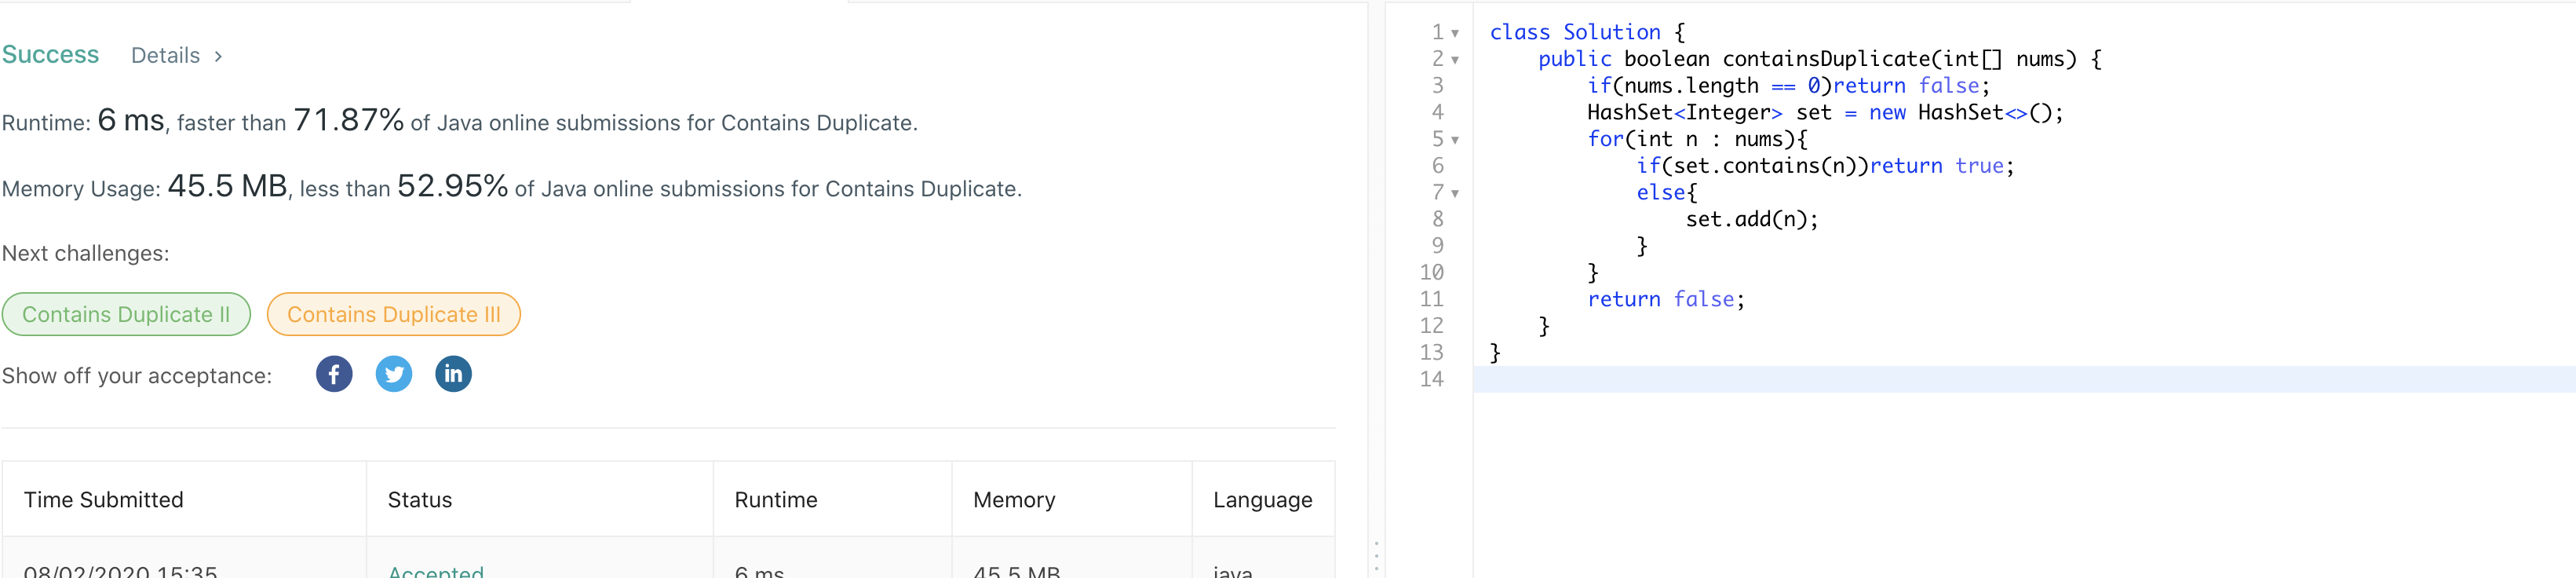 Success Details >
Runtime: 6 ms, faster than 71.87% of Java online submissions for Contains Duplicate.
Memory Usage: 45.5 MB, less than 52.95% of Java online submissions for Contains Duplicate.
Next challenges:
Contains Duplicate II Contains Duplicate III
Show off your acceptance: f in
Time Submitted Status Runtime Memory Language
08/02/2020 15:35 Accepted 6 ms 45.5 MB java
1 class Solution {
2     public boolean containsDuplicate(int[] nums) {
3         if(nums.length == 0)return false;
4         HashSet<Integer> set = new HashSet<>();
5         for(int n : nums){
6             if(set.contains(n))return true;
7             else{
8                 set.add(n);
9             }
10         }
11         return false;
12     }
13 }
14